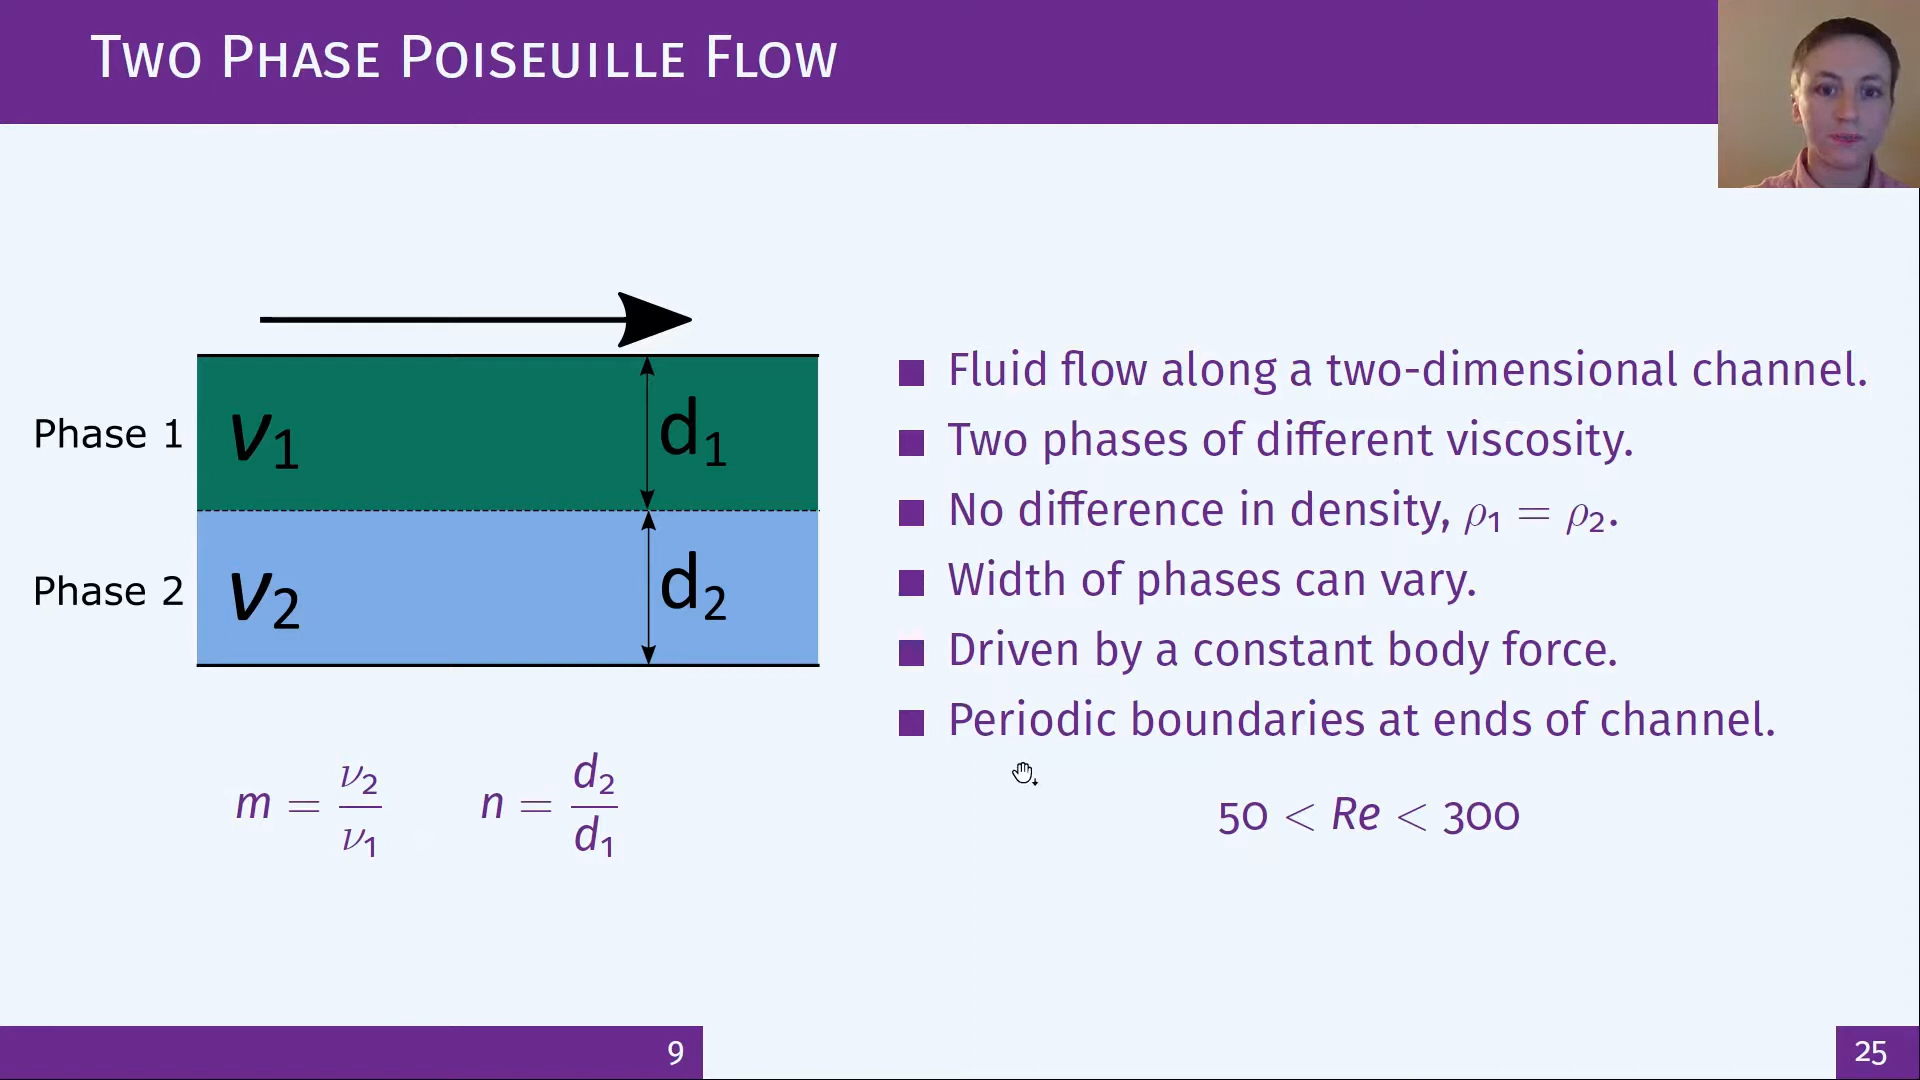 Two Phase Poiseuille Flow
Phase 1
ν1
d1
Phase 2
ν2
d2
m = ν2/ν1
n = d2/d1
Fluid flow along a two-dimensional channel.
Two phases of different viscosity.
No difference in density, ρ1 = ρ2.
Width of phases can vary.
Driven by a constant body force.
Periodic boundaries at ends of channel.
50 < Re < 300
9
25